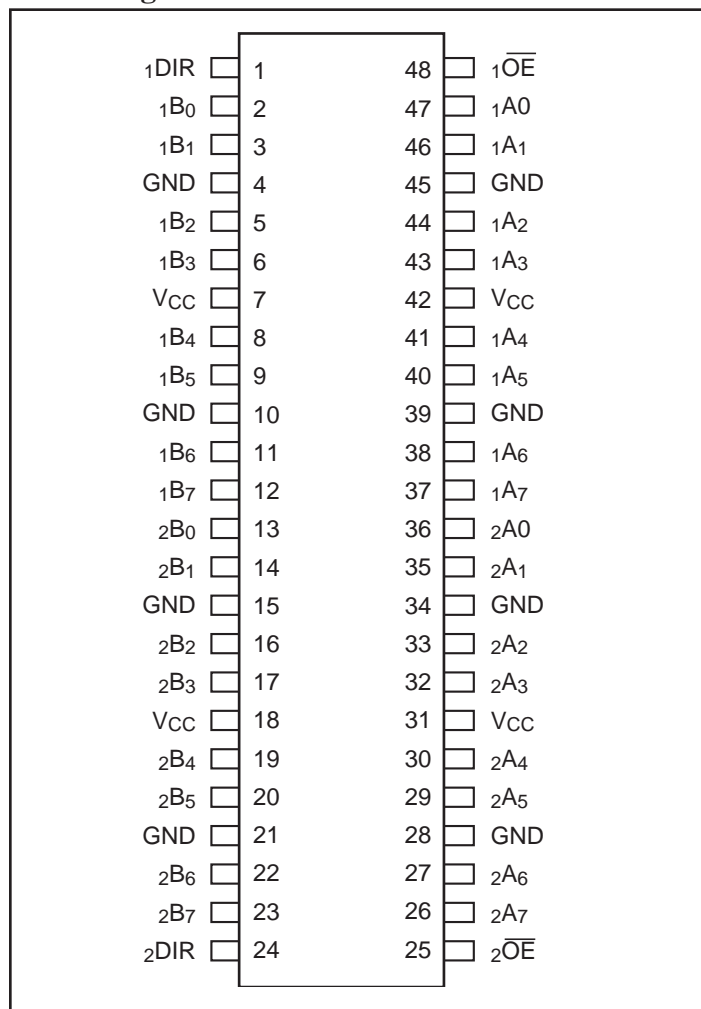 1DIR 1 48 1O̅E̅
1B0 2 47 1A0
1B1 3 46 1A1
GND 4 45 GND
1B2 5 44 1A2
1B3 6 43 1A3
VCC 7 42 VCC
1B4 8 41 1A4
1B5 9 40 1A5
GND 10 39 GND
1B6 11 38 1A6
1B7 12 37 1A7
2B0 13 36 2A0
2B1 14 35 2A1
GND 15 34 GND
2B2 16 33 2A2
2B3 17 32 2A3
VCC 18 31 VCC
2B4 19 30 2A4
2B5 20 29 2A5
GND 21 28 GND
2B6 22 27 2A6
2B7 23 26 2A7
2DIR 24 25 2O̅E̅